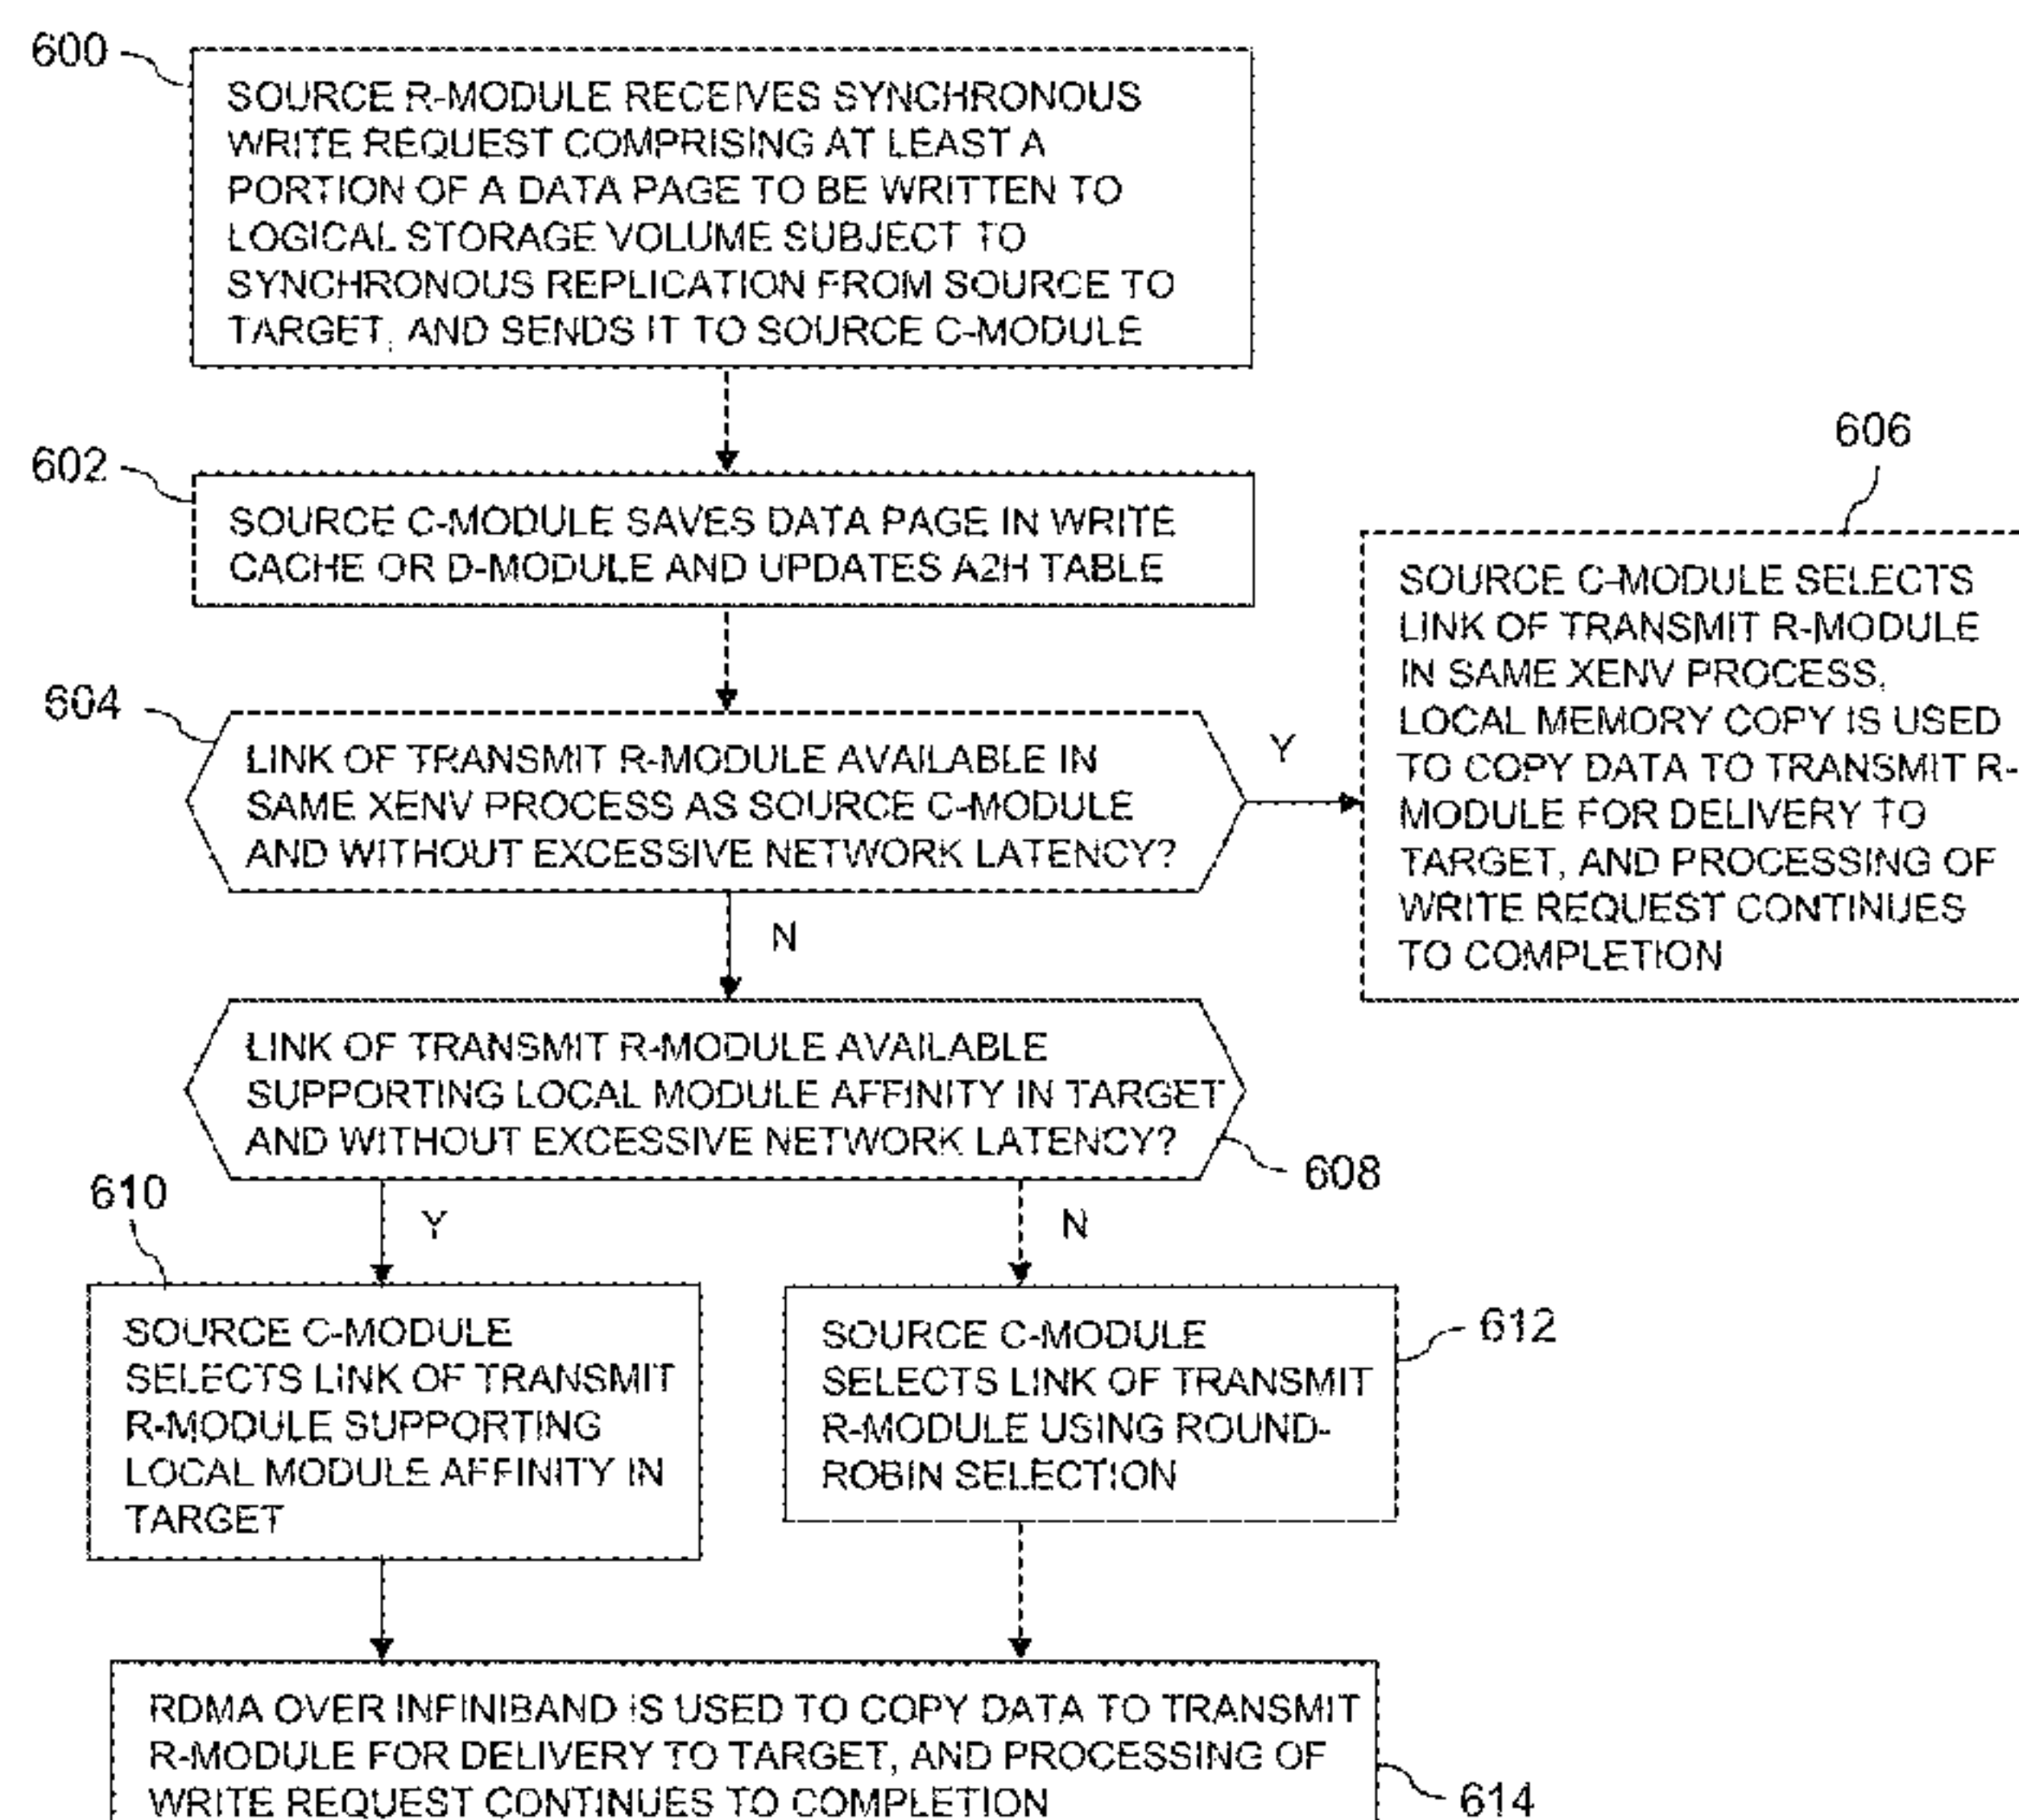 600
SOURCE R-MODULE RECEIVES SYNCHRONOUS
WRITE REQUEST COMPRISING AT LEAST A
PORTION OF A DATA PAGE TO BE WRITTEN TO
LOGICAL STORAGE VOLUME SUBJECT TO
SYNCHRONOUS REPLICATION FROM SOURCE TO
TARGET, AND SENDS IT TO SOURCE C-MODULE
602
SOURCE C-MODULE SAVES DATA PAGE IN WRITE
CACHE OR D-MODULE AND UPDATES A2H TABLE
604
LINK OF TRANSMIT R-MODULE AVAILABLE IN
SAME XENV PROCESS AS SOURCE C-MODULE
AND WITHOUT EXCESSIVE NETWORK LATENCY?
Y
606
SOURCE C-MODULE SELECTS
LINK OF TRANSMIT R-MODULE
IN SAME XENV PROCESS,
LOCAL MEMORY COPY IS USED
TO COPY DATA TO TRANSMIT R-
MODULE FOR DELIVERY TO
TARGET, AND PROCESSING OF
WRITE REQUEST CONTINUES
TO COMPLETION
N
LINK OF TRANSMIT R-MODULE AVAILABLE
SUPPORTING LOCAL MODULE AFFINITY IN TARGET
AND WITHOUT EXCESSIVE NETWORK LATENCY?
608
610
Y
N
SOURCE C-MODULE
SELECTS LINK OF TRANSMIT
R-MODULE SUPPORTING
LOCAL MODULE AFFINITY IN
TARGET
SOURCE C-MODULE
SELECTS LINK OF TRANSMIT
R-MODULE USING ROUND-
ROBIN SELECTION
612
RDMA OVER INFINIBAND IS USED TO COPY DATA TO TRANSMIT
R-MODULE FOR DELIVERY TO TARGET, AND PROCESSING OF
WRITE REQUEST CONTINUES TO COMPLETION
614